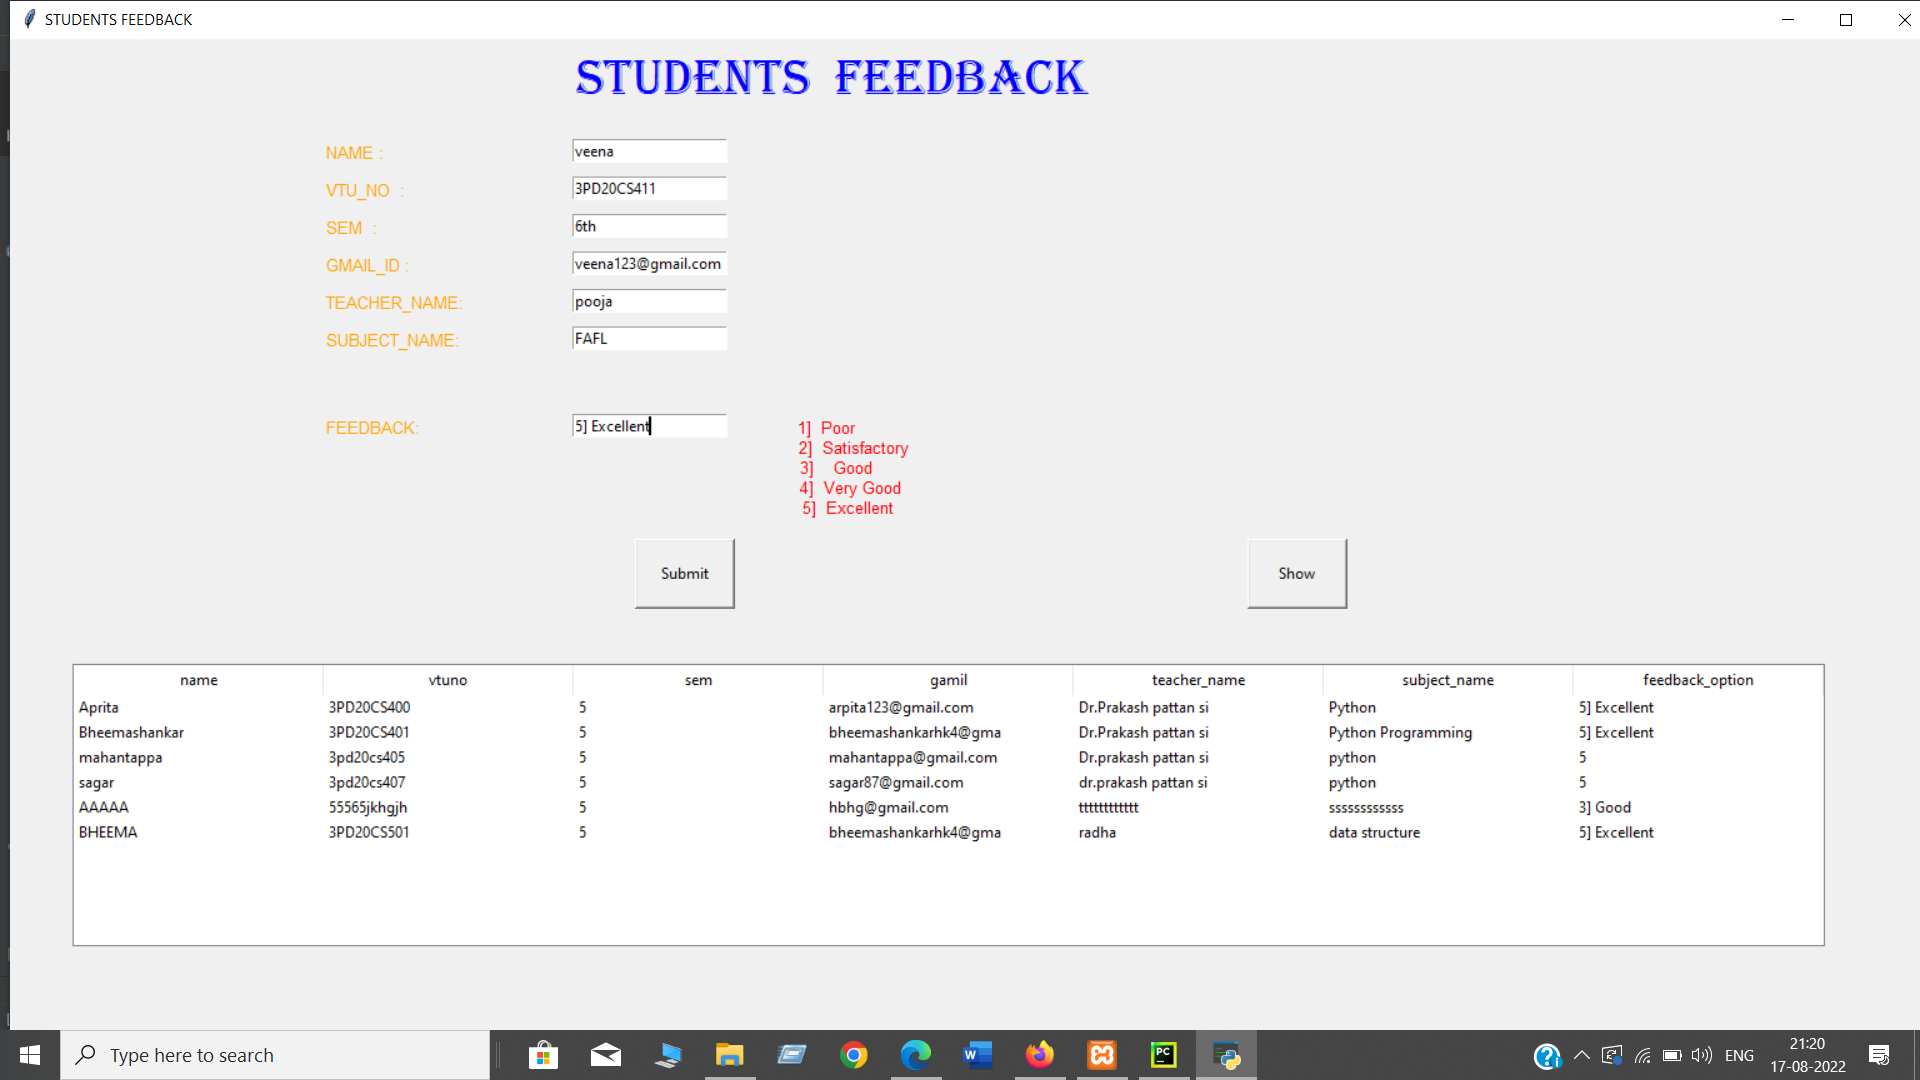 STUDENTS FEEDBACK
STUDENTS FEEDBACK
NAME : veena
VTU_NO : 3PD20CS411
SEM : 6th
GMAIL_ID : veena123@gmail.com
TEACHER_NAME: pooja
SUBJECT_NAME: FAFL
FEEDBACK: 5] Excellent
1] Poor
2] Satisfactory
3] Good
4] Very Good
5] Excellent
Submit Show
name vtuno sem gamil teacher_name subject_name feedback_option
Aprita 3PD20CS400 5 arpita123@gmail.com Dr.Prakash pattan si Python 5] Excellent
Bheemashankar 3PD20CS401 5 bheemashankarhk4@gma Dr.Prakash pattan si Python Programming 5] Excellent
mahantappa 3pd20cs405 5 mahantappa@gmail.com Dr.prakash pattan si python 5
sagar 3pd20cs407 5 sagar87@gmail.com dr.prakash pattan si python 5
AAAAA 55565jkhgjh 5 hbhg@gmail.com tttttttttttt ssssssssssss 3] Good
BHEEMA 3PD20CS501 5 bheemashankarhk4@gma radha data structure 5] Excellent
Type here to search
W
PC
ENG
21:20
17-08-2022